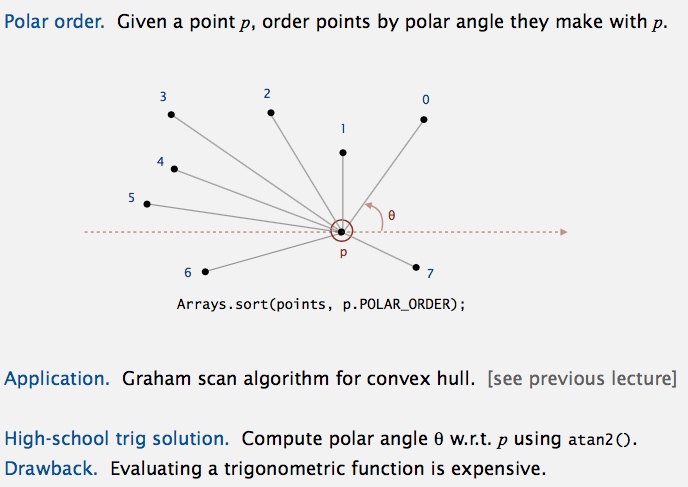 Polar order. Given a point p, order points by polar angle they make with p.
3
2
0
1
4
5
θ
p
6
7
Arrays.sort(points, p.POLAR_ORDER);
Application. Graham scan algorithm for convex hull. [see previous lecture]
High-school trig solution. Compute polar angle θ w.r.t. p using atan2().
Drawback. Evaluating a trigonometric function is expensive.